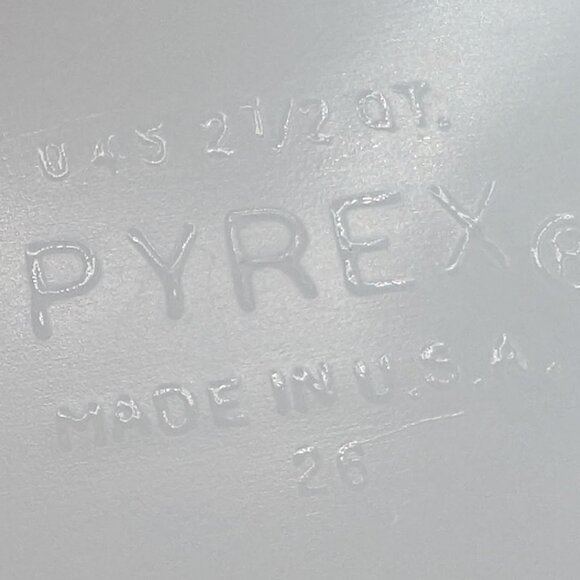 045 2 1/2 QT.
PYREX ®
MADE IN U.S.A.
26